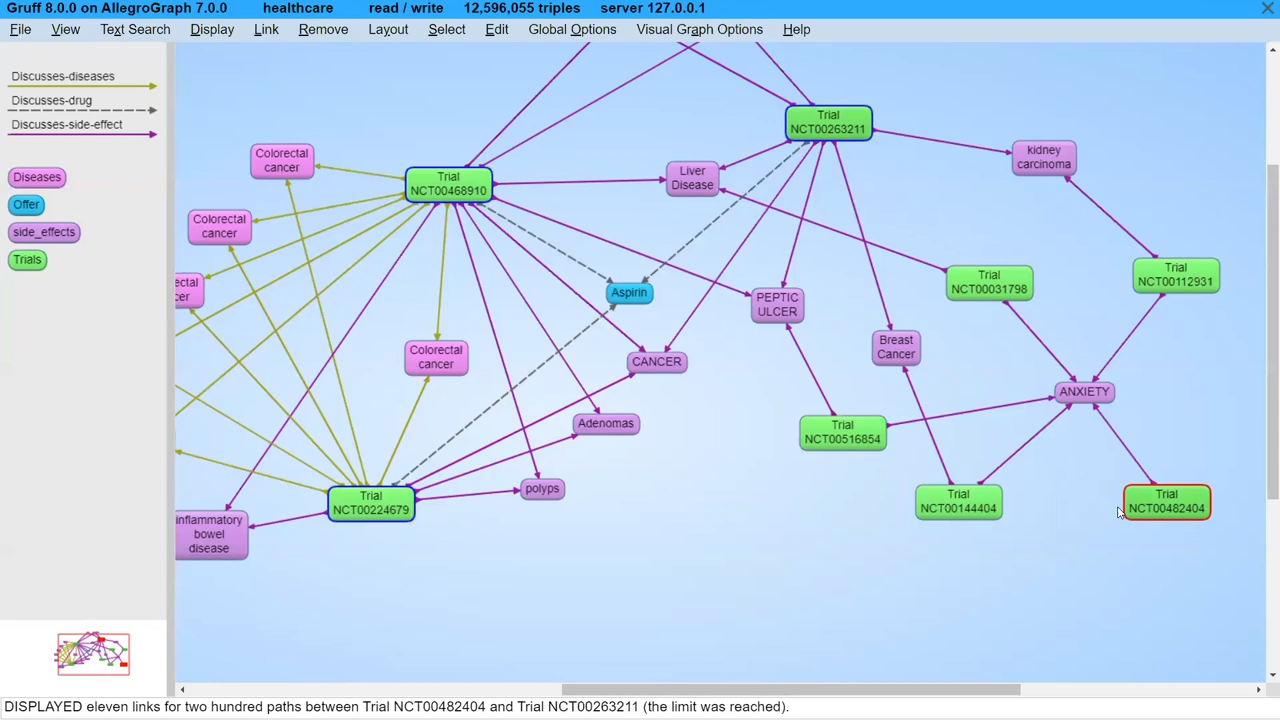 Gruff 8.0.0 on AllegroGraph 7.0.0 healthcare read / write 12,596,055 triples server 127.0.0.1
File View Text Search Display Link Remove Layout Select Edit Global Options Visual Graph Options Help
Discusses-diseases
Discusses-drug
Discusses-side-effect
Diseases
Offer
side_effects
Trials
Trial
NCT00263211
Colorectal
cancer
Trial
NCT00468910
Liver
Disease
kidney
carcinoma
Colorectal
cancer
ectal
cer
Aspirin
PEPTIC
ULCER
Trial
NCT00031798
Trial
NCT00112931
Colorectal
cancer
CANCER
Breast
Cancer
ANXIETY
Adenomas
Trial
NCT00516854
polyps
Trial
NCT00224679
Trial
NCT00144404
Trial
NCT00482404
inflammatory
bowel
disease
DISPLAYED eleven links for two hundred paths between Trial NCT00482404 and Trial NCT00263211 (the limit was reached).